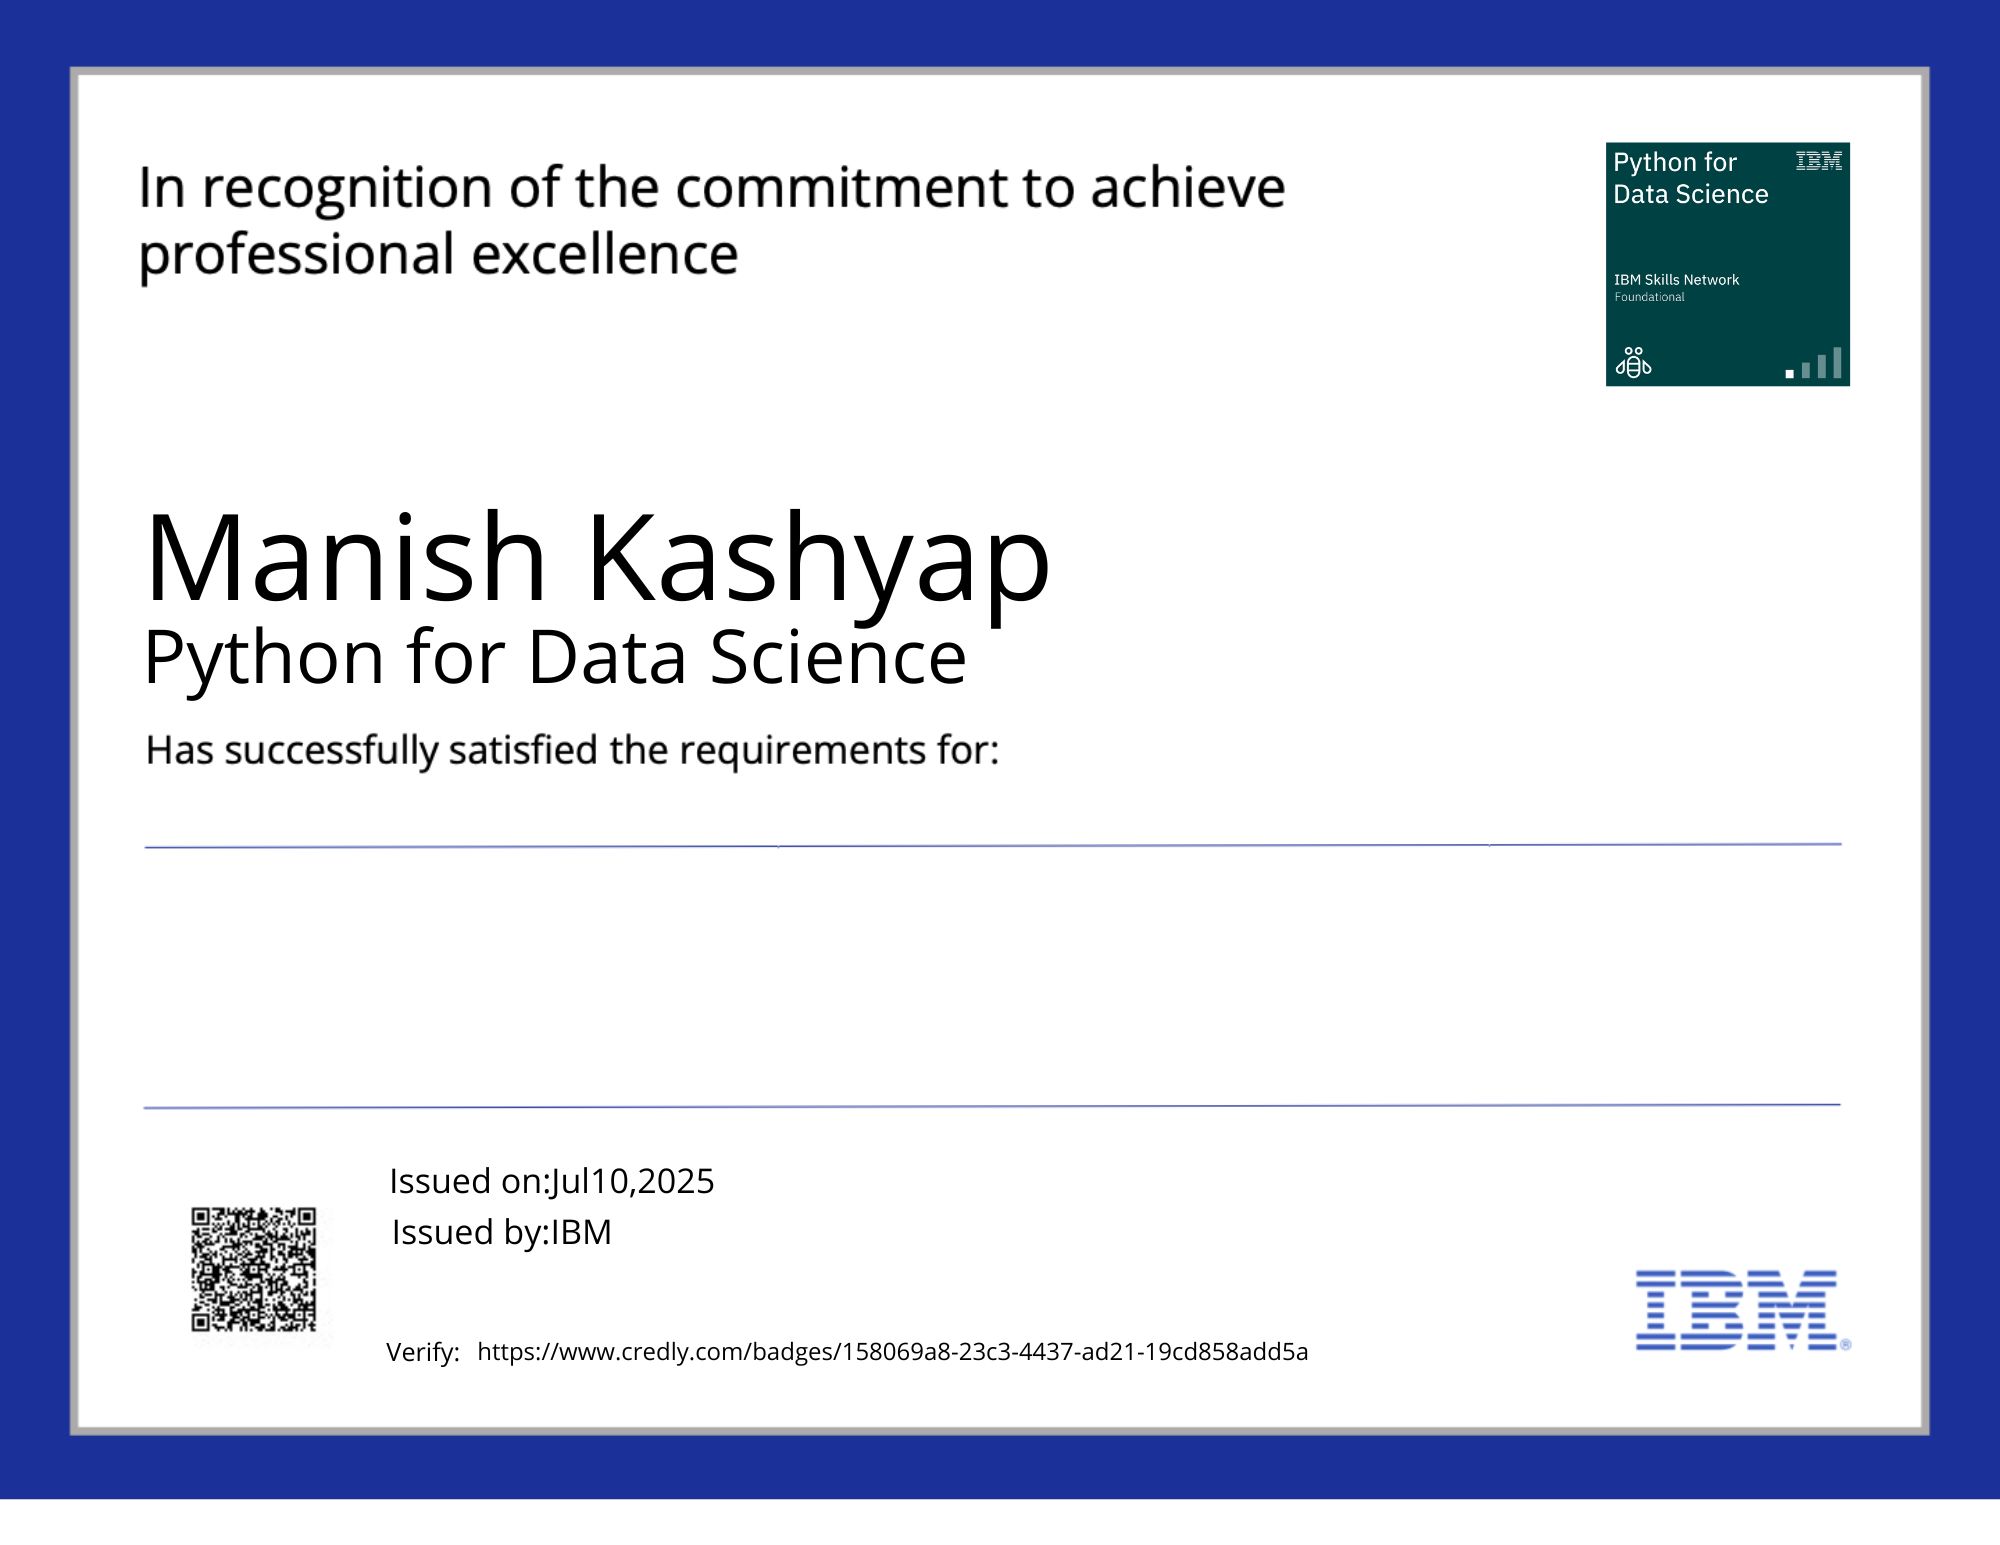 In recognition of the commitment to achieve
professional excellence
Python for
Data Science
IBM
IBM Skills Network
Foundational
Manish Kashyap
Python for Data Science
Has successfully satisfied the requirements for:
Issued on:Jul10,2025
Issued by:IBM
Verify: https://www.credly.com/badges/158069a8-23c3-4437-ad21-19cd858add5a
IBM®